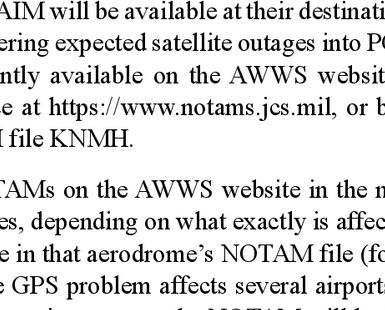 AIM will be available at their destinati
ering expected satellite outages into PO
ntly available on the AWWS websit
e at https://www.notams.jcs.mil, or b
I file KNMH.
TAMs on the AWWS website in the n
es, depending on what exactly is affec
e in that aerodrome’s NOTAM file (fo
e GPS problem affects several airports